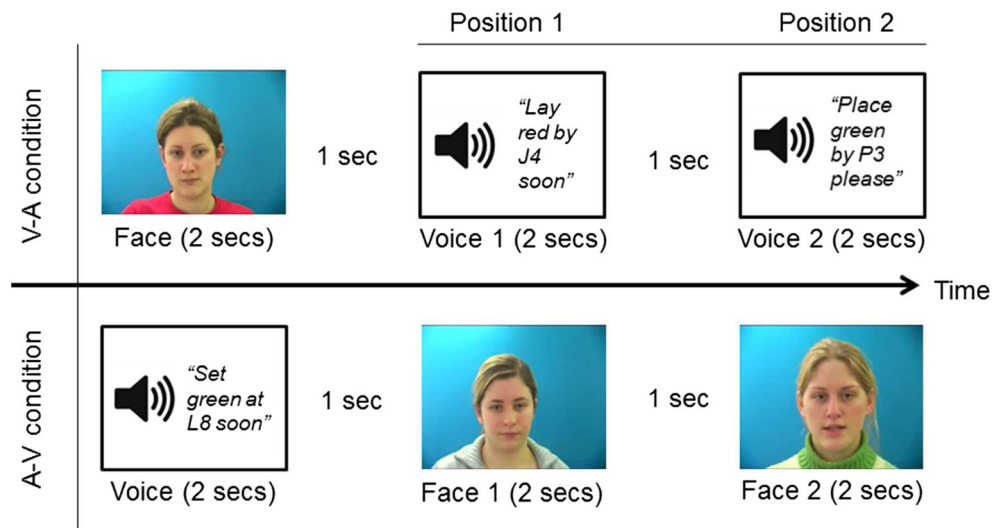 Position 1
Position 2
V-A condition
1 sec
“Lay
red by
J4
soon”
1 sec
“Place
green
by P3
please”
Face (2 secs)
Voice 1 (2 secs)
Voice 2 (2 secs)
Time
A-V condition
“Set
green at
L8 soon”
1 sec
1 sec
Voice (2 secs)
Face 1 (2 secs)
Face 2 (2 secs)